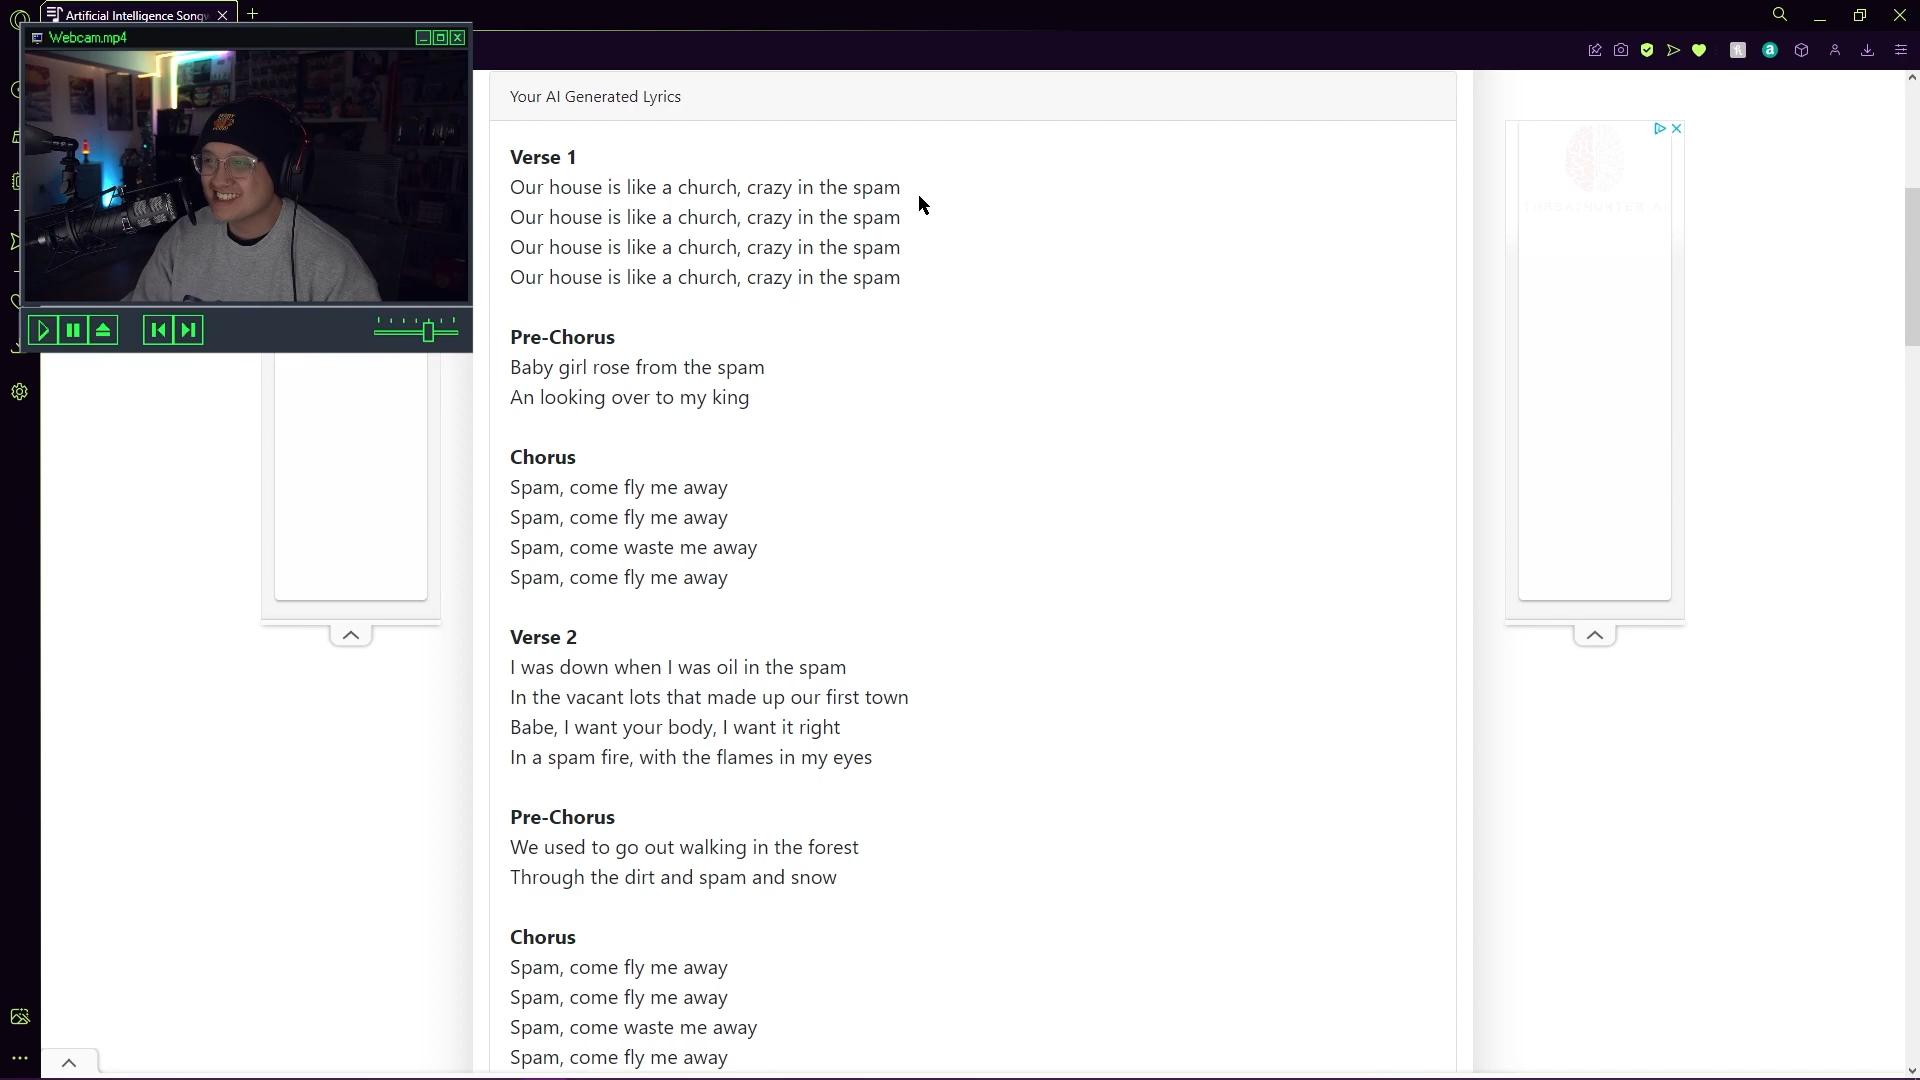 Artificial Intelligence Songw
Webcam.mp4
Your AI Generated Lyrics
Verse 1
Our house is like a church, crazy in the spam
Our house is like a church, crazy in the spam
Our house is like a church, crazy in the spam
Our house is like a church, crazy in the spam
Pre-Chorus
Baby girl rose from the spam
An looking over to my king
Chorus
Spam, come fly me away
Spam, come fly me away
Spam, come waste me away
Spam, come fly me away
Verse 2
I was down when I was oil in the spam
In the vacant lots that made up our first town
Babe, I want your body, I want it right
In a spam fire, with the flames in my eyes
Pre-Chorus
We used to go out walking in the forest
Through the dirt and spam and snow
Chorus
Spam, come fly me away
Spam, come fly me away
Spam, come waste me away
Spam, come fly me away